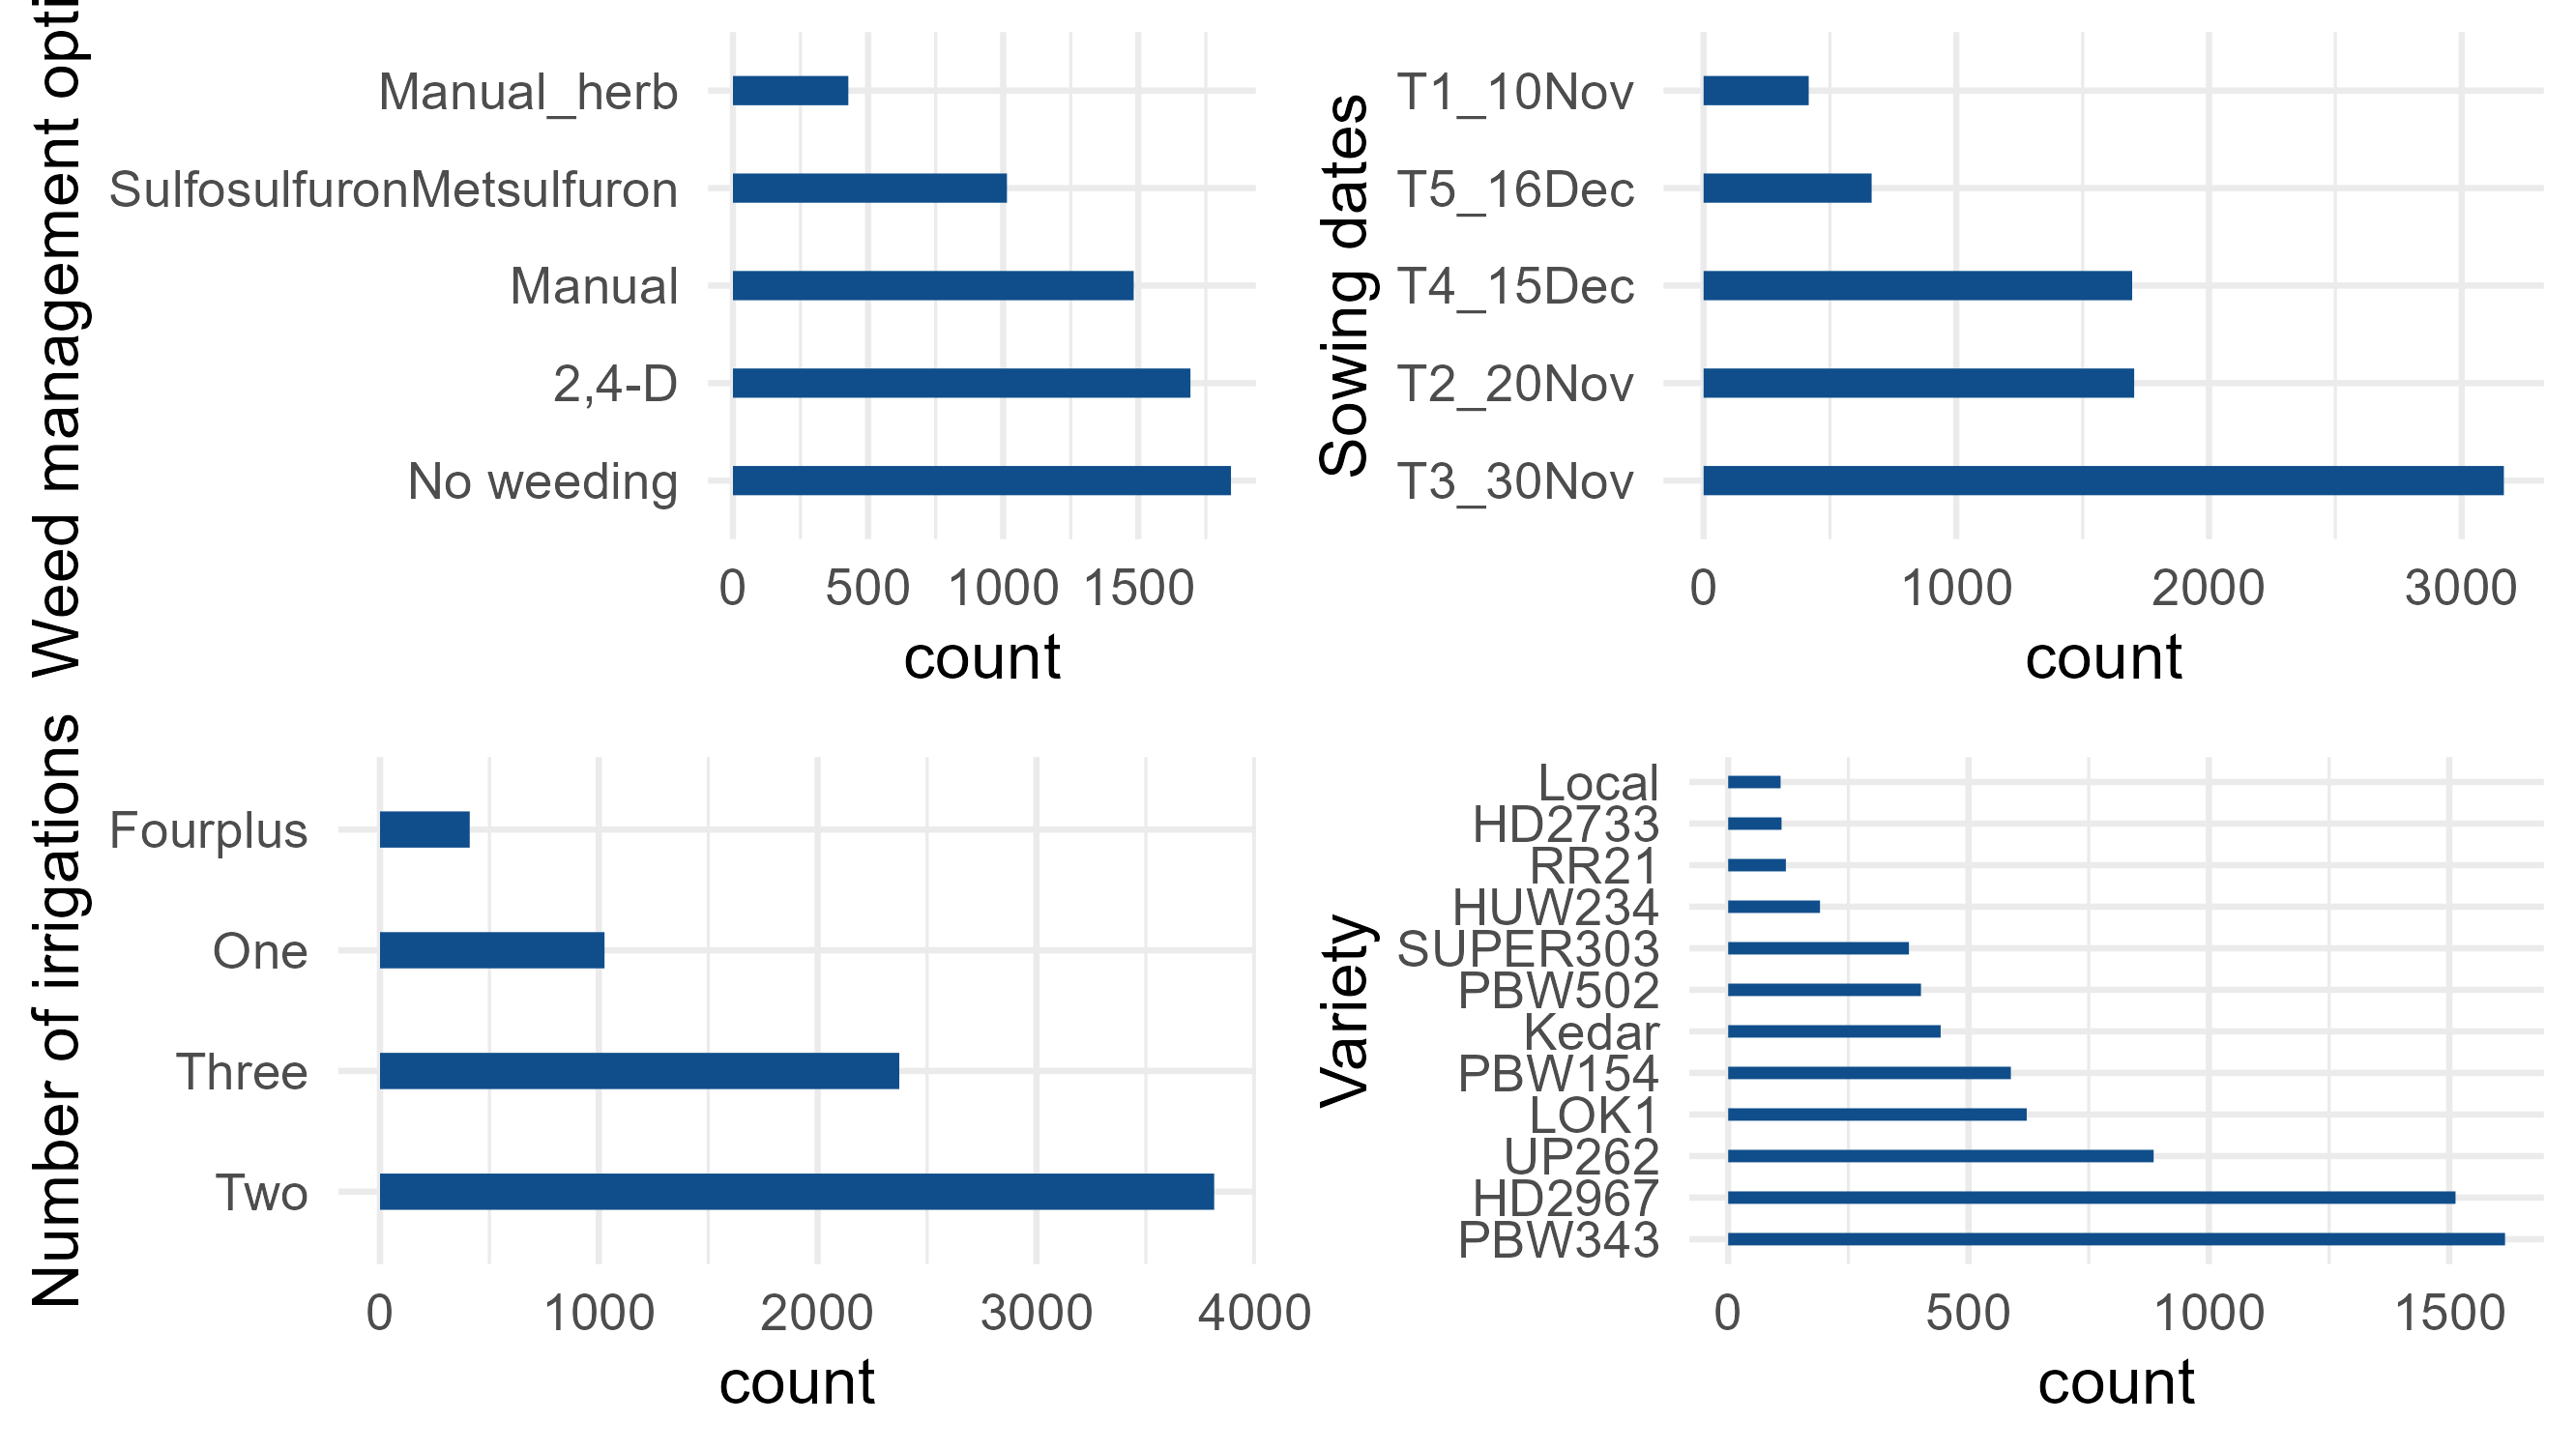 Weed management opti
Manual_herb
SulfosulfuronMetsulfuron
Manual
2,4-D
No weeding
0 500 1000 1500
count
Sowing dates
T1_10Nov
T5_16Dec
T4_15Dec
T2_20Nov
T3_30Nov
0 1000 2000 3000
count
Number of irrigations
Fourplus
One
Three
Two
0 1000 2000 3000 4000
count
Variety
Local
HD2733
RR21
HUW234
SUPER303
PBW502
Kedar
PBW154
LOK1
UP262
HD2967
PBW343
0 500 1000 1500
count